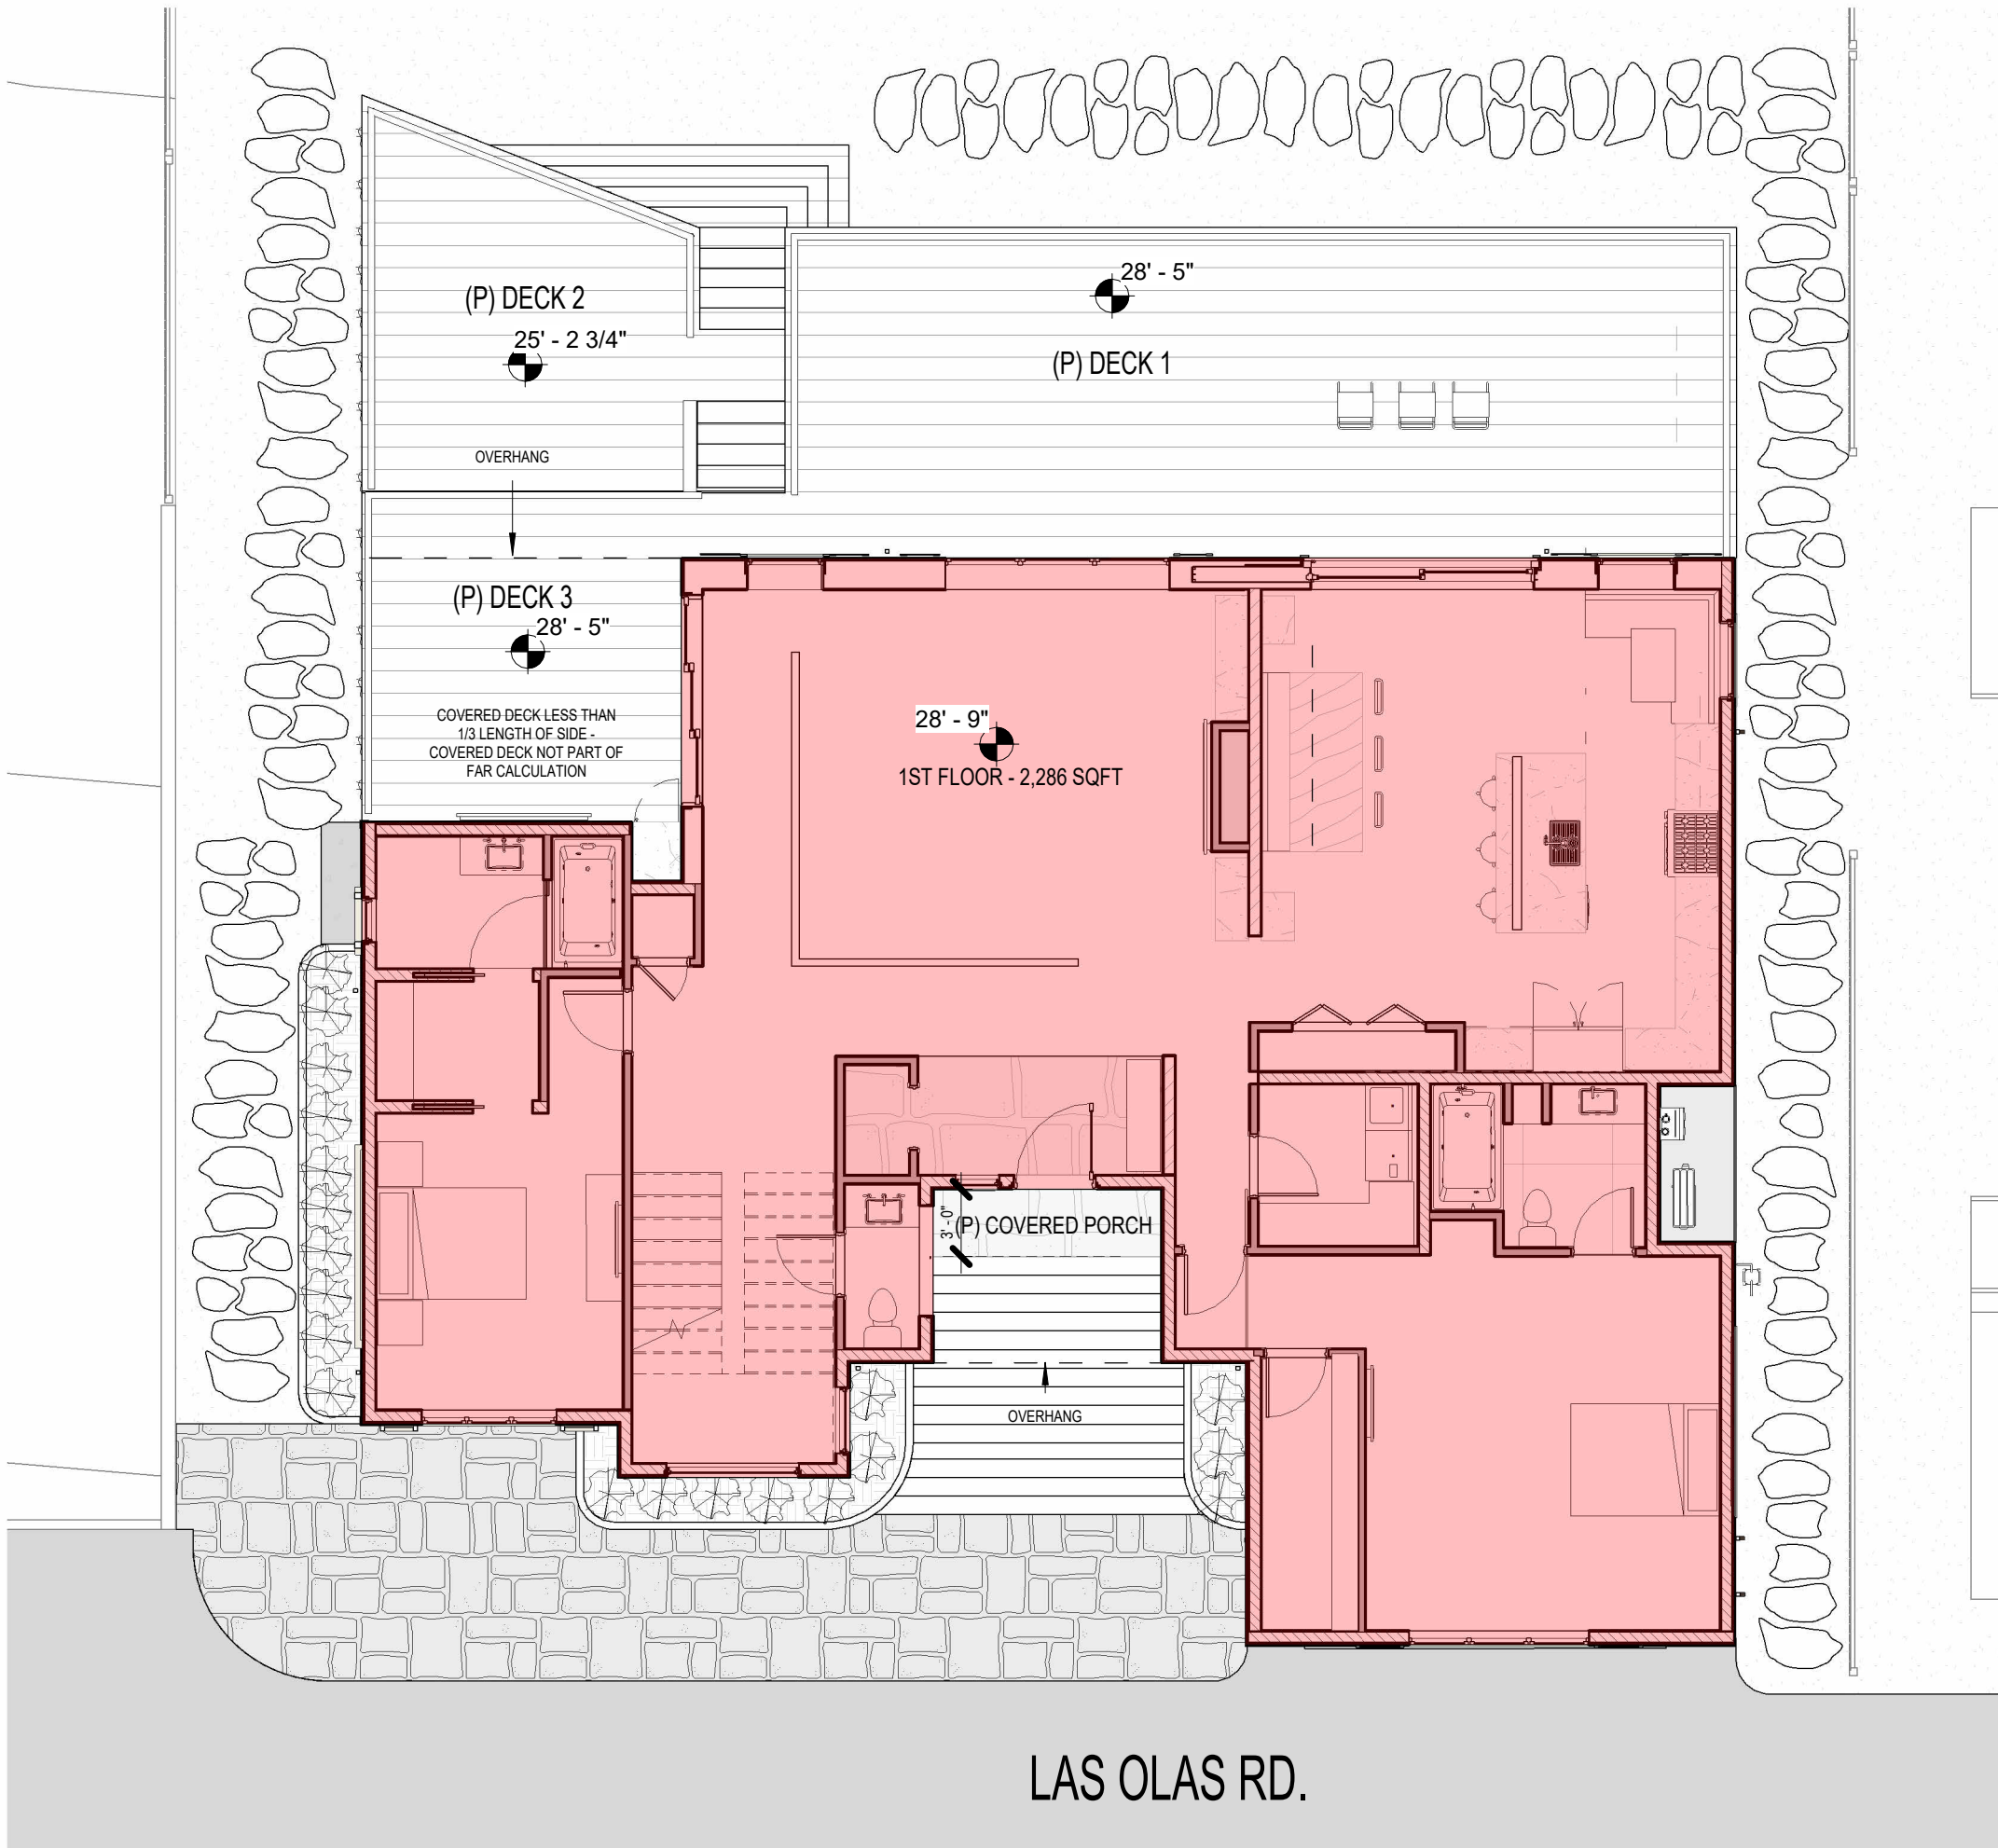 28' - 5"
(P) DECK 2
25' - 2 3/4"
(P) DECK 1
OVERHANG
(P) DECK 3
28' - 5"
COVERED DECK LESS THAN
1/3 LENGTH OF SIDE -
COVERED DECK NOT PART OF
FAR CALCULATION
28' - 9"
1ST FLOOR - 2,286 SQFT
3' - 0"
(P) COVERED PORCH
OVERHANG
LAS OLAS RD.